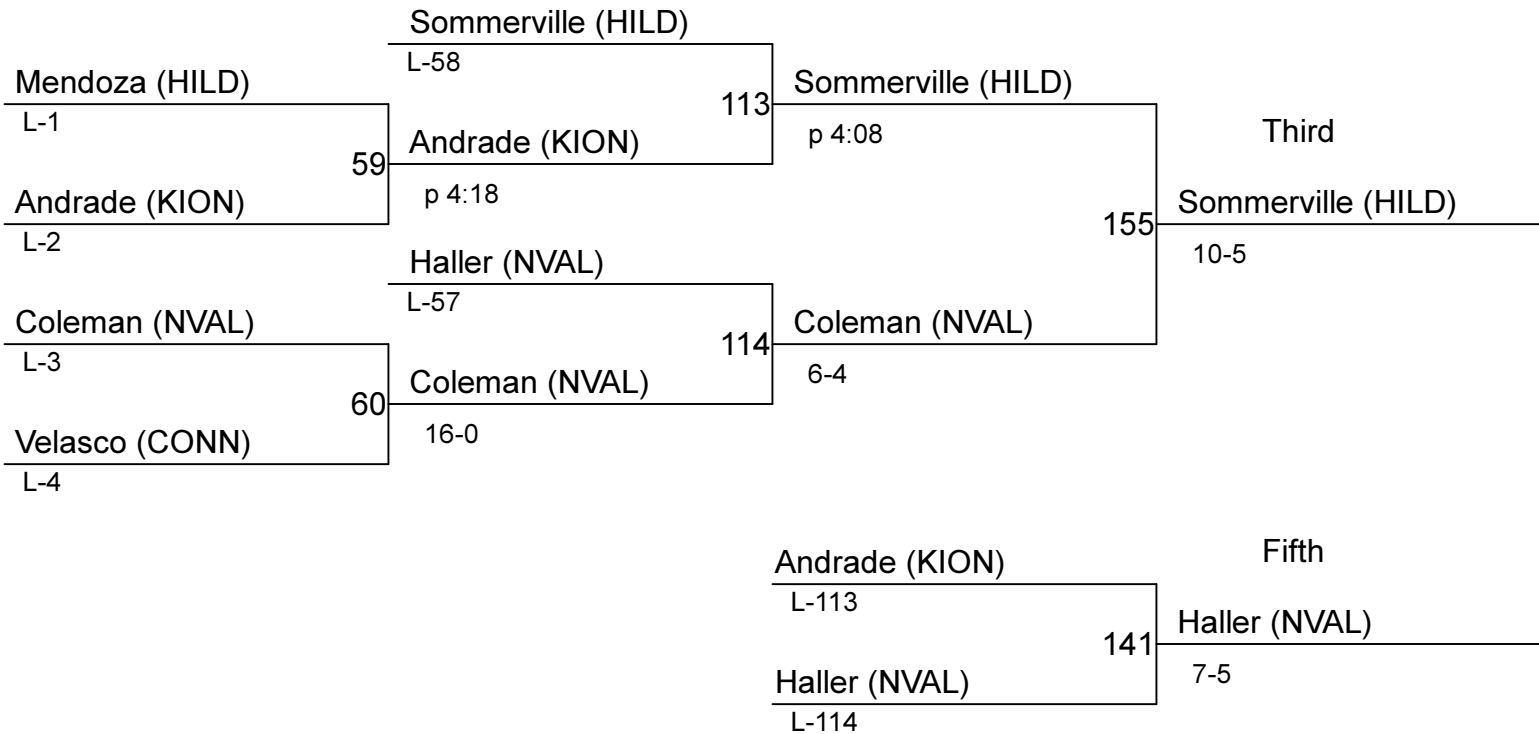 Sommerville (HILD)
L-58
Mendoza (HILD)
L-1
113
Sommerville (HILD)
p 4:08
Third
59
Andrade (KION)
p 4:18
Andrade (KION)
L-2
155
Sommerville (HILD)
10-5
Haller (NVAL)
L-57
Coleman (NVAL)
L-3
114
Coleman (NVAL)
6-4
60
Coleman (NVAL)
16-0
Velasco (CONN)
L-4
Fifth
Andrade (KION)
L-113
141
Haller (NVAL)
7-5
Haller (NVAL)
L-114